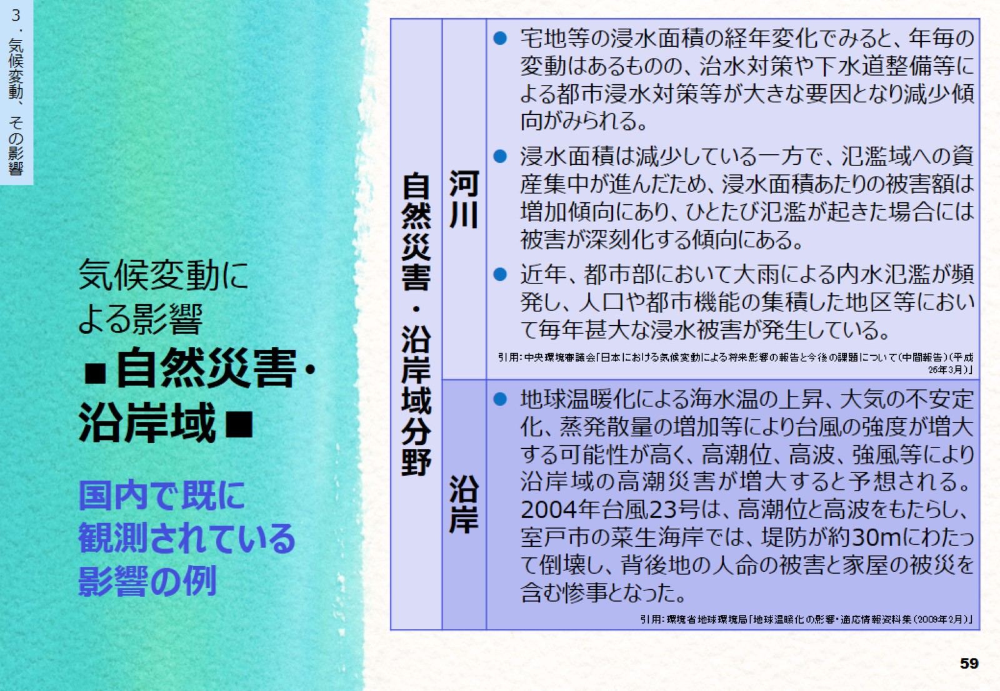 3．気候変動、その影響
気候変動に
よる影響
■自然災害・
沿岸域■
国内で既に
観測されている
影響の例
自然災害・沿岸域分野
河川
●宅地等の浸水面積の経年変化でみると、年毎の
変動はあるものの、治水対策や下水道整備等に
よる都市浸水対策等が大きな要因となり減少傾
向がみられる。
●浸水面積は減少している一方で、氾濫域への資
産集中が進んだため、浸水面積あたりの被害額は
増加傾向にあり、ひとたび氾濫が起きた場合には
被害が深刻化する傾向にある。
●近年、都市部において大雨による内水氾濫が頻
発し、人口や都市機能の集積した地区等におい
て毎年甚大な浸水被害が発生している。
引用：中央環境審議会「日本における気候変動による将来影響の報告と今後の課題について（中間報告）（平成
26年3月）」
沿岸
●地球温暖化による海水温の上昇、大気の不安定
化、蒸発散量の増加等により台風の強度が増大
する可能性が高く、高潮位、高波、強風等により
沿岸域の高潮災害が増大すると予想される。
2004年台風23号は、高潮位と高波をもたらし、
室戸市の菜生海岸では、堤防が約30mにわたっ
て倒壊し、背後地の人命の被害と家屋の被災を
含む惨事となった。
引用：環境省地球環境局「地球温暖化の影響・適応情報資料集（2009年2月）」
59